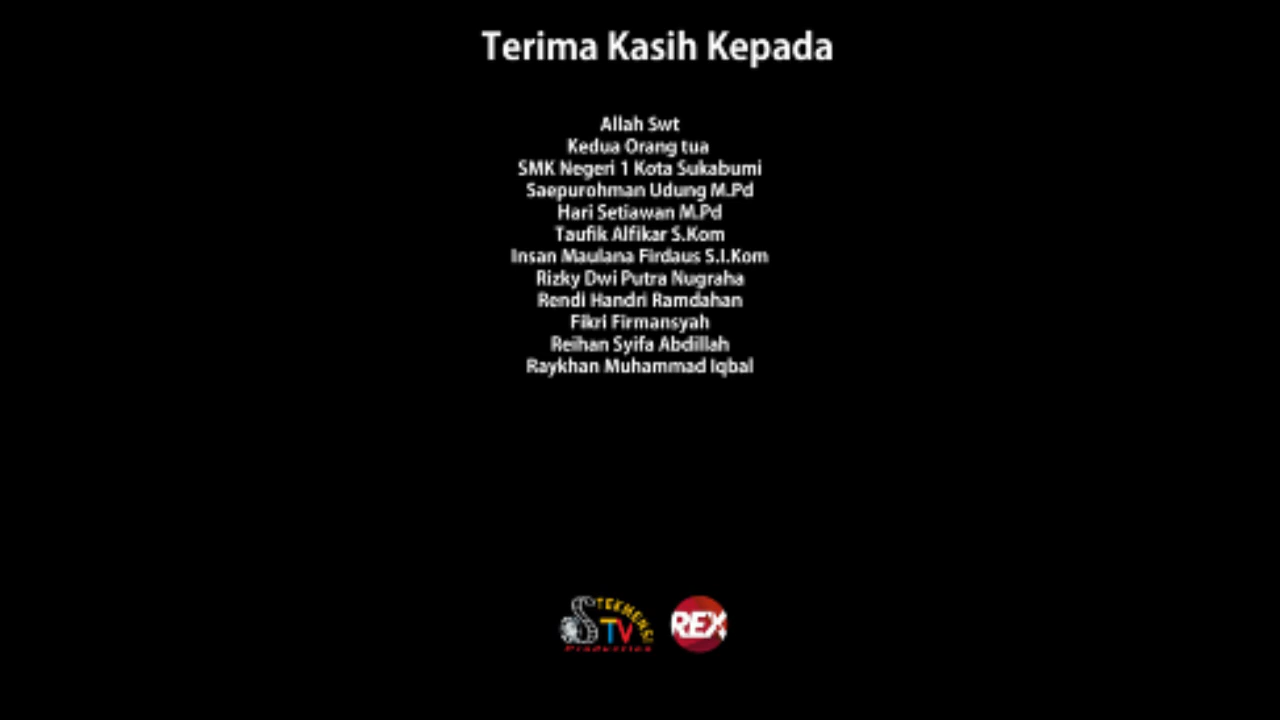 Terima Kasih Kepada
Allah Swt
Kedua Orang tua
SMK Negeri 1 Kota Sukabumi
Saepurohman Udung M.Pd
Hari Setiawan M.Pd
Taufik Alfikar S.Kom
Insan Maulana Firdaus S.I.Kom
Rizky Dwi Putra Nugraha
Rendi Handri Ramdahan
Fikri Firmansyah
Reihan Syifa Abdillah
Raykhan Muhammad Iqbal
TV
Production
REX